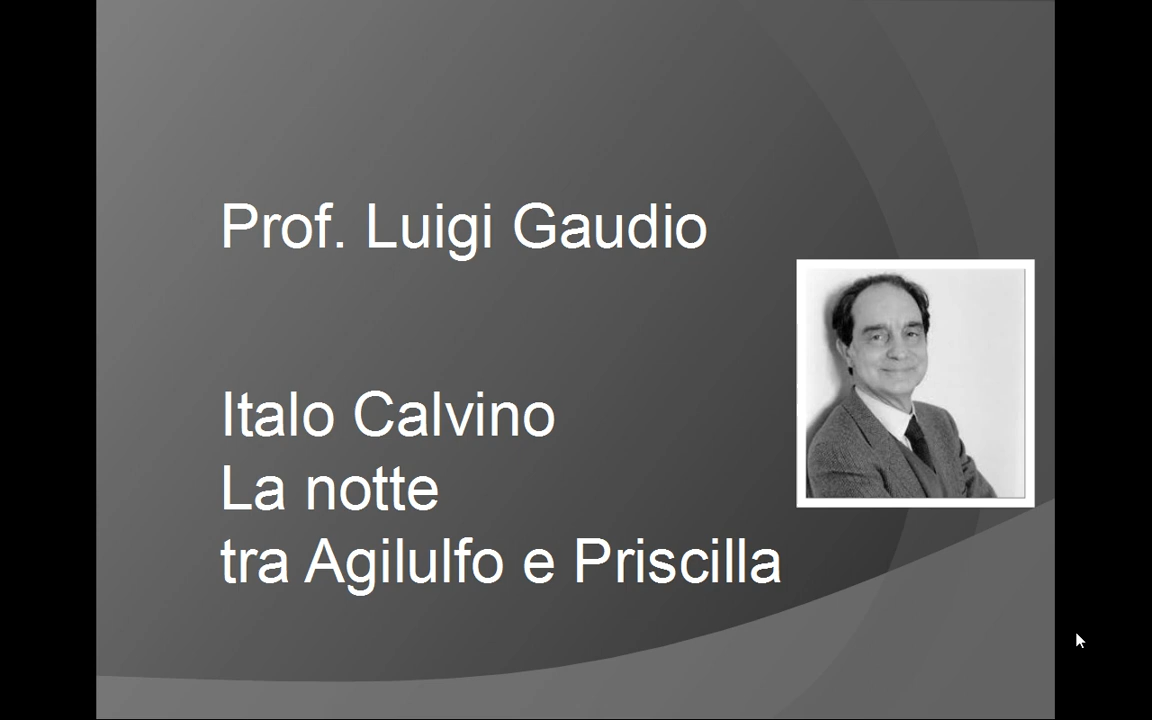 Prof. Luigi Gaudio
Italo Calvino
La notte
tra Agilulfo e Priscilla